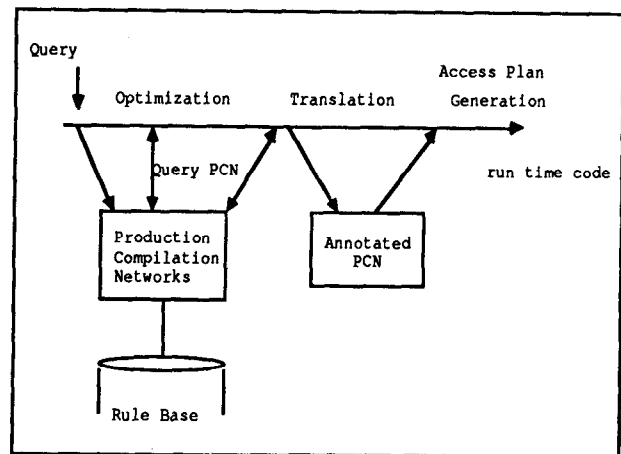 Query
Access Plan
Optimization
Translation
Generation
Query PCN
run time code
Production
Compilation
Networks
Annotated
PCN
Rule Base